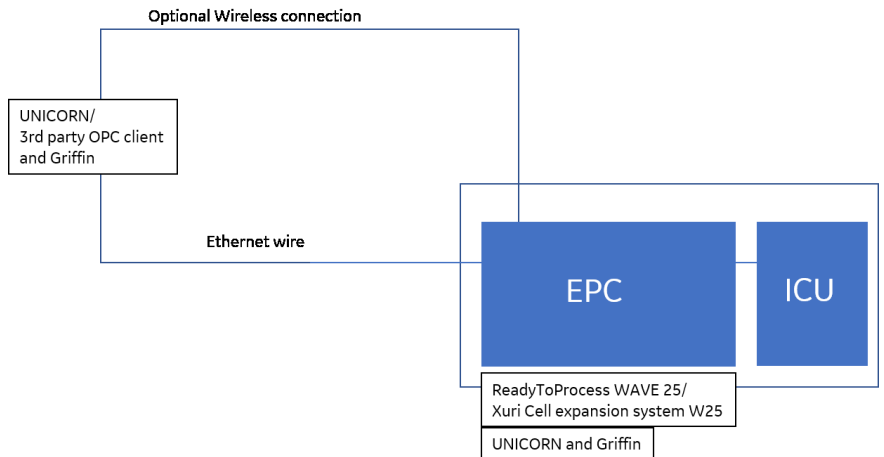 Optional Wireless connection
UNICORN/
3rd party OPC client
and Griffin
Ethernet wire
EPC
ICU
ReadyToProcess WAVE 25/
Xuri Cell expansion system W25
UNICORN and Griffin